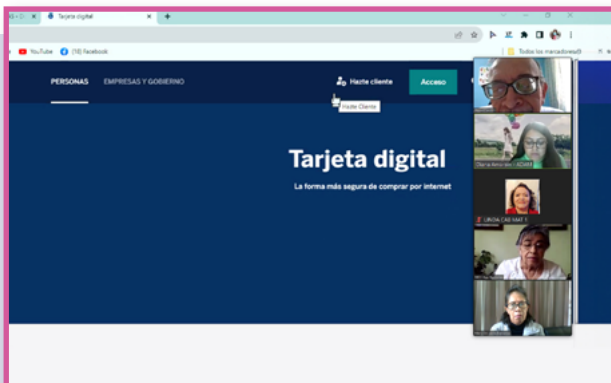 Tarjeta digital
YouTube
(16) Facebook
Todos los marcadores
PERSONAS
EMPRESAS Y GOBIERNO
Hazte cliente
Acceso
Hazte Cliente
Tarjeta digital
La forma más segura de comprar por internet